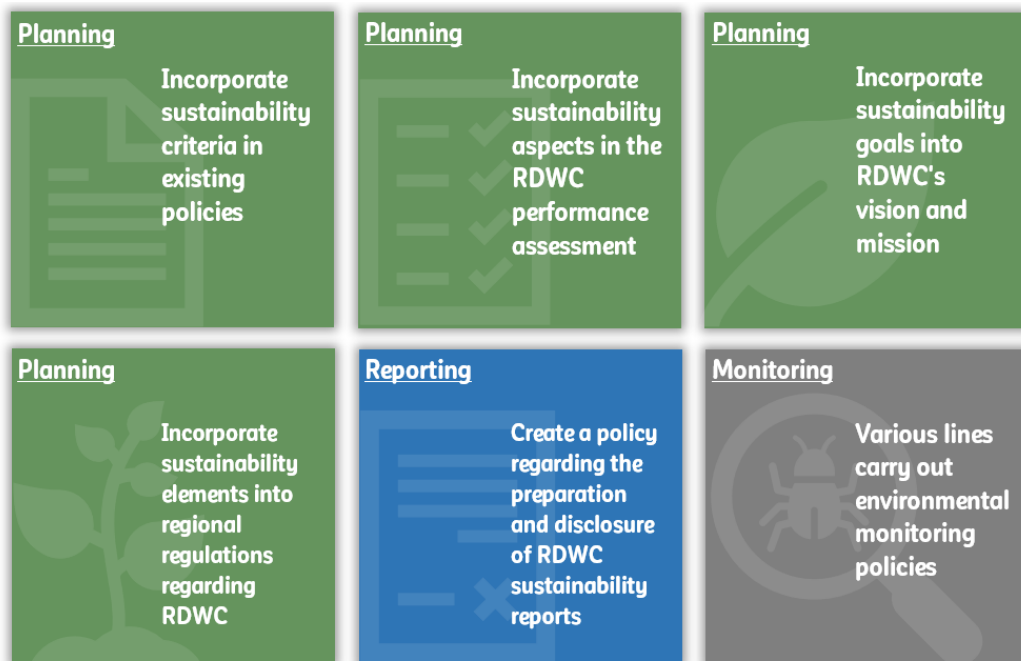 Planning
Incorporate
sustainability
criteria in
existing
policies
Planning
Incorporate
sustainability
aspects in the
RDWC
performance
assessment
Planning
Incorporate
sustainability
goals into
RDWC's
vision and
mission
Planning
Incorporate
sustainability
elements into
regional
regulations
regarding
RDWC
Reporting
Create a policy
regarding the
preparation
and disclosure
of RDWC
sustainability
reports
Monitoring
Various lines
carry out
environmental
monitoring
policies